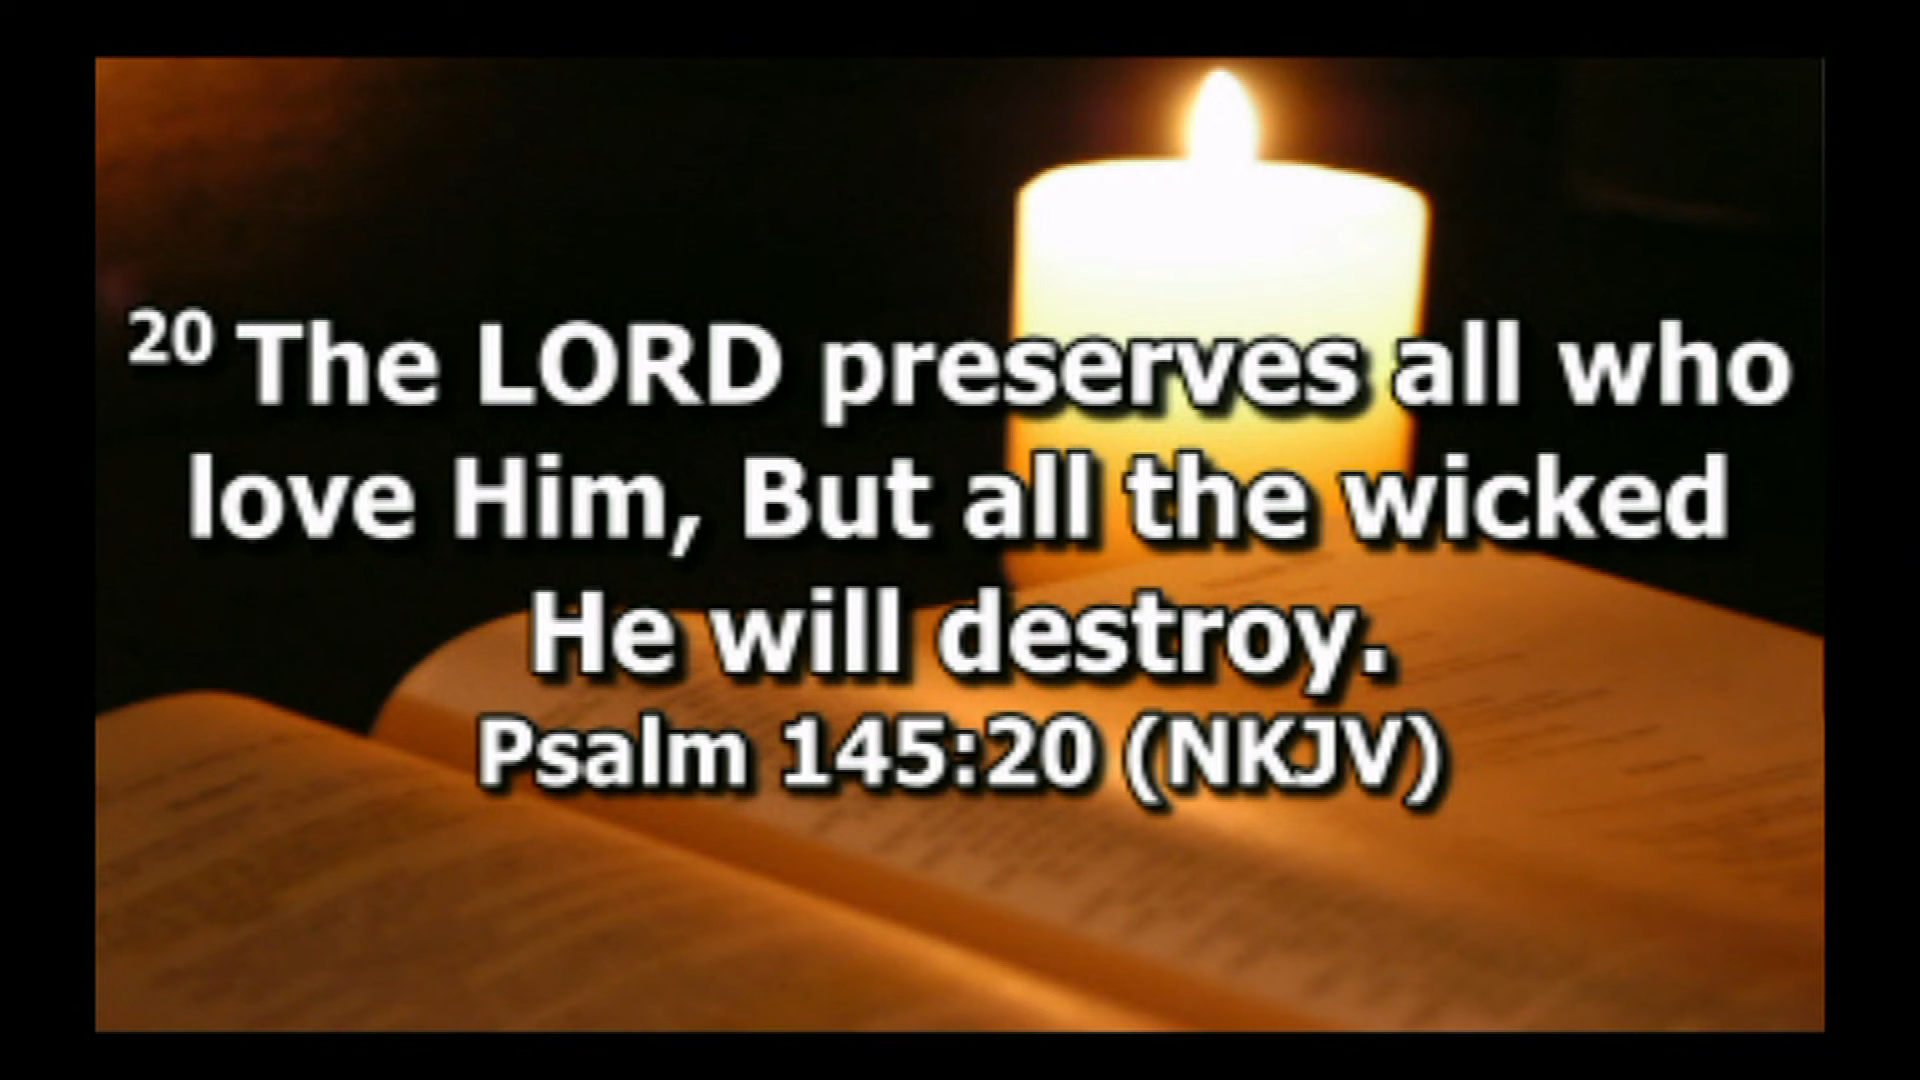 20 The LORD preserves all who
love Him, But all the wicked
He will destroy.
Psalm 145:20 (NKJV)